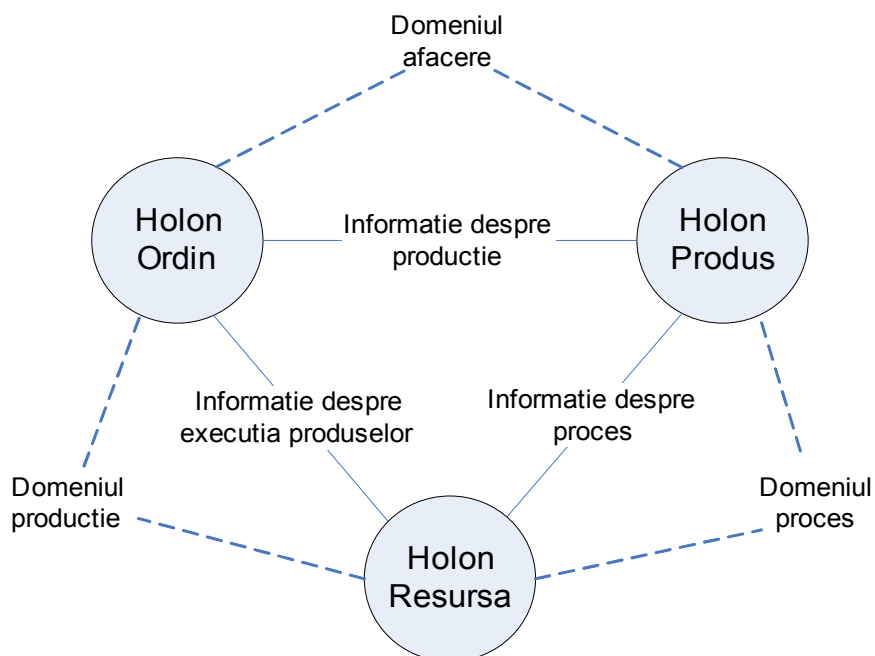 Domeniul
afacere
Holon
Ordin
Informatie despre
productie
Holon
Produs
Informatie despre
executia produselor
Informatie despre
proces
Domeniul
productie
Domeniul
proces
Holon
Resursa